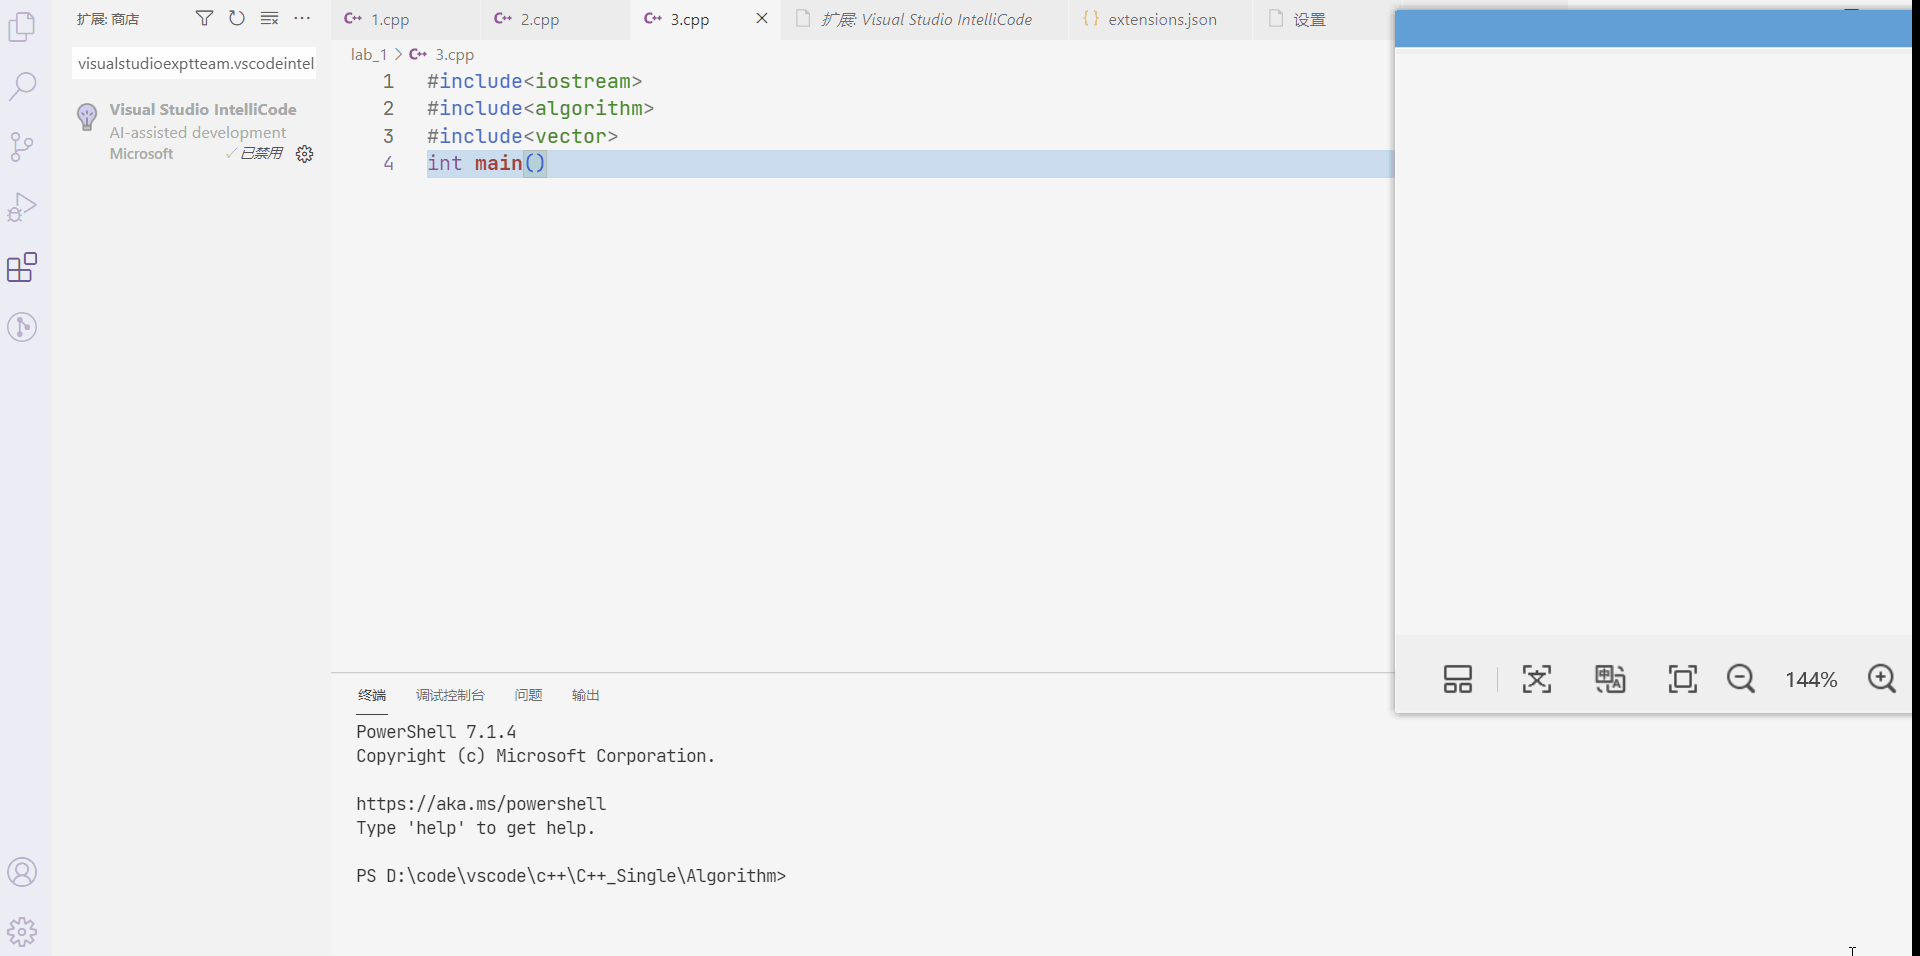 扩展: 商店
visualstudioexptteam.vscodeintel
Visual Studio IntelliCode
AI-assisted development
Microsoft
✓已禁用
1.cpp
2.cpp
3.cpp
扩展: Visual Studio IntelliCode
{} extensions.json
设置
lab_1 > 3.cpp
1 #include<iostream>
2 #include<algorithm>
3 #include<vector>
4 int main()
144%
终端 调试控制台 问题 输出
PowerShell 7.1.4
Copyright (c) Microsoft Corporation.
https://aka.ms/powershell
Type 'help' to get help.
PS D:\code\vscode\c++\C++_Single\Algorithm>